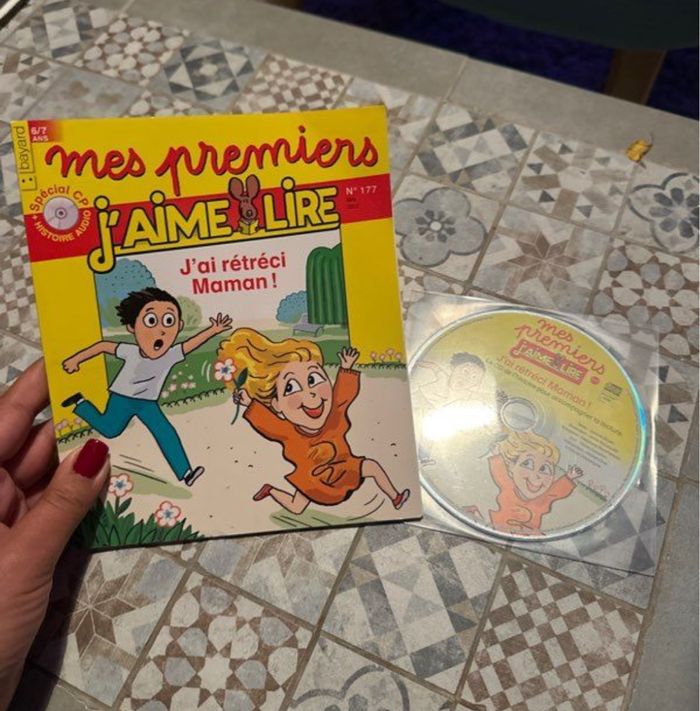 bayard
6/7
ANS
mes premiers
Spécial CP
+ HISTOIRE AUDIO
J'AIME LIRE
N° 177
J'ai rétréci
Maman !
mes premiers
J'AIME LIRE
J'ai rétréci Maman !